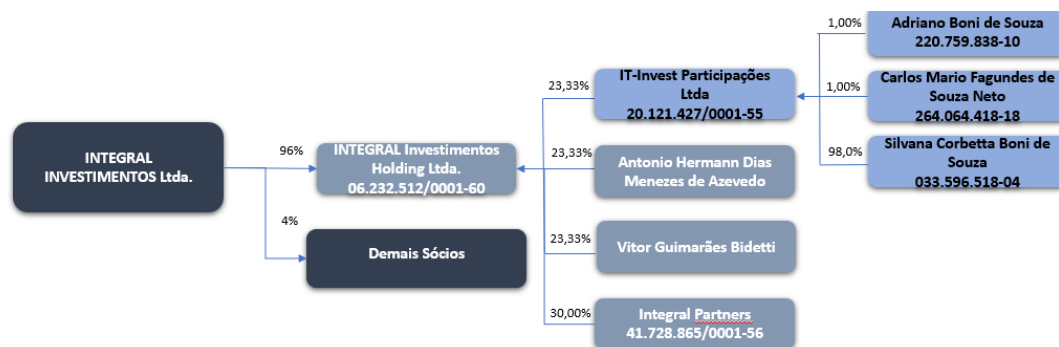 INTEGRAL
INVESTIMENTOS Ltda.
96%
INTEGRAL Investimentos
Holding Ltda.
06.232.512/0001-60
4%
Demais Sócios
23,33%
IT-Invest Participações
Ltda
20.121.427/0001-55
23,33%
Antonio Hermann Dias
Menezes de Azevedo
23,33%
Vitor Guimarães Bidetti
30,00%
Integral Partners
41.728.865/0001-56
1,00%
Adriano Boni de Souza
220.759.838-10
1,00%
Carlos Mario Fagundes de
Souza Neto
264.064.418-18
98,0%
Silvana Corbetta Boni de
Souza
033.596.518-04